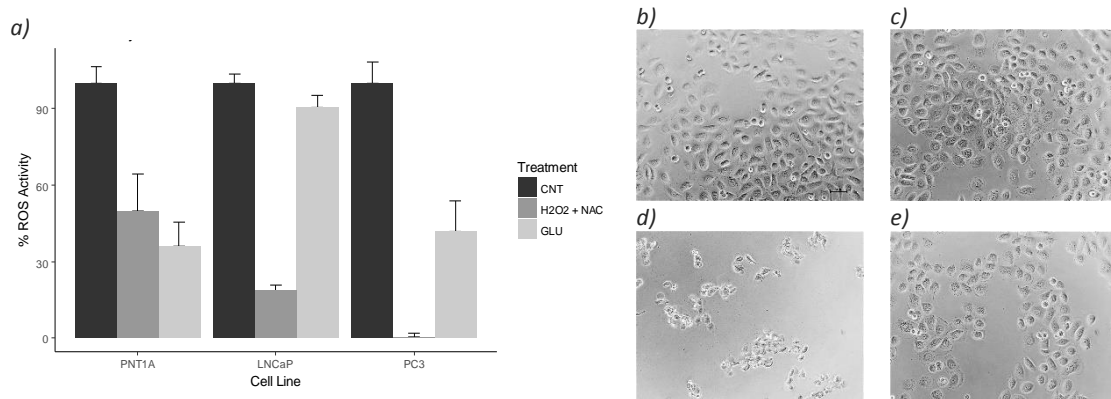 a)
% ROS Activity
90
60
30
0
PNT1A
LNCaP
PC3
Cell Line
Treatment
CNT
H2O2 + NAC
GLU
b)
c)
d)
e)